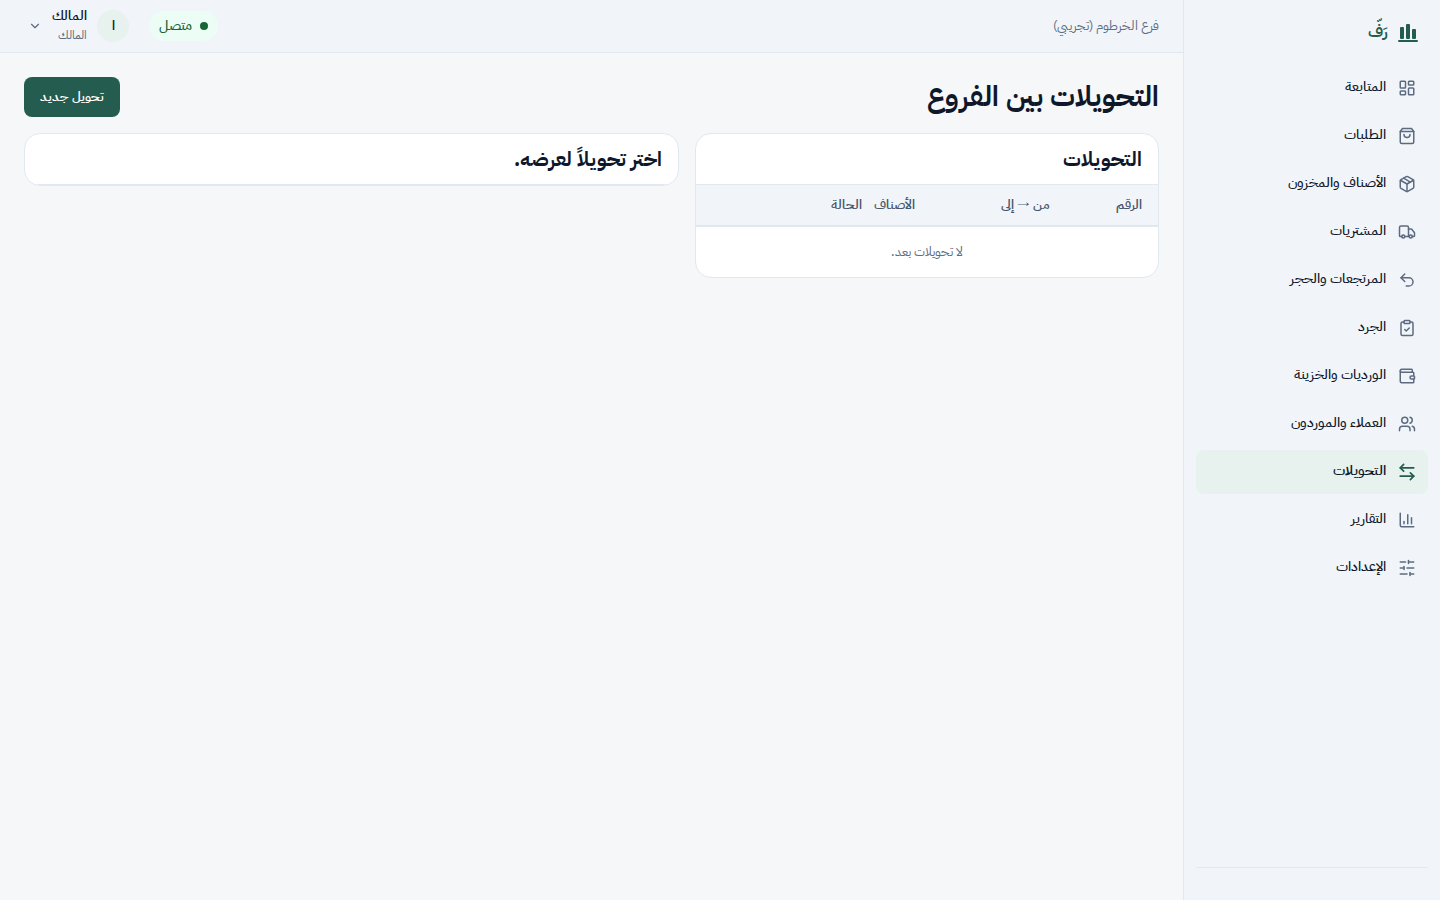 رَفّ
المتابعة
الطلبات
الأصناف والمخزون
المشتريات
المرتجعات والحجر
الجرد
الورديات والخزينة
العملاء والموردون
التحويلات
التقارير
الإعدادات
فرع الخرطوم (تجريبي)
متصل
ا
المالك
المالك
التحويلات بين الفروع
تحويل جديد
التحويلات
الرقم من → إلى الأصناف الحالة
لا تحويلات بعد.
اختر تحويلاً لعرضه.